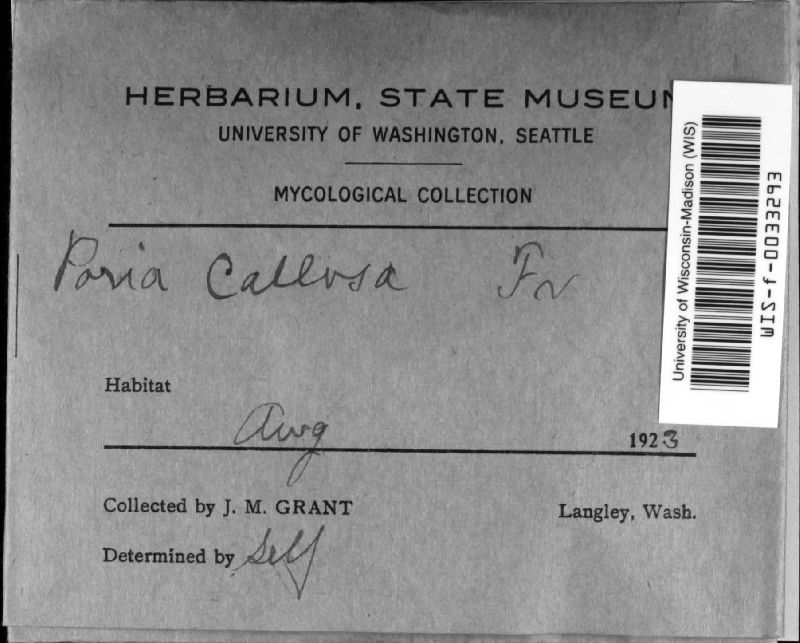 HERBARIUM, STATE MUSEUM
UNIVERSITY OF WASHINGTON, SEATTLE
MYCOLOGICAL COLLECTION
Poria Callosa Fr
Habitat
Aug 1923
Collected by J. M. GRANT Langley, Wash.
Determined by Self
University of Wisconsin-Madison (WIS)
WIS-f-0033293